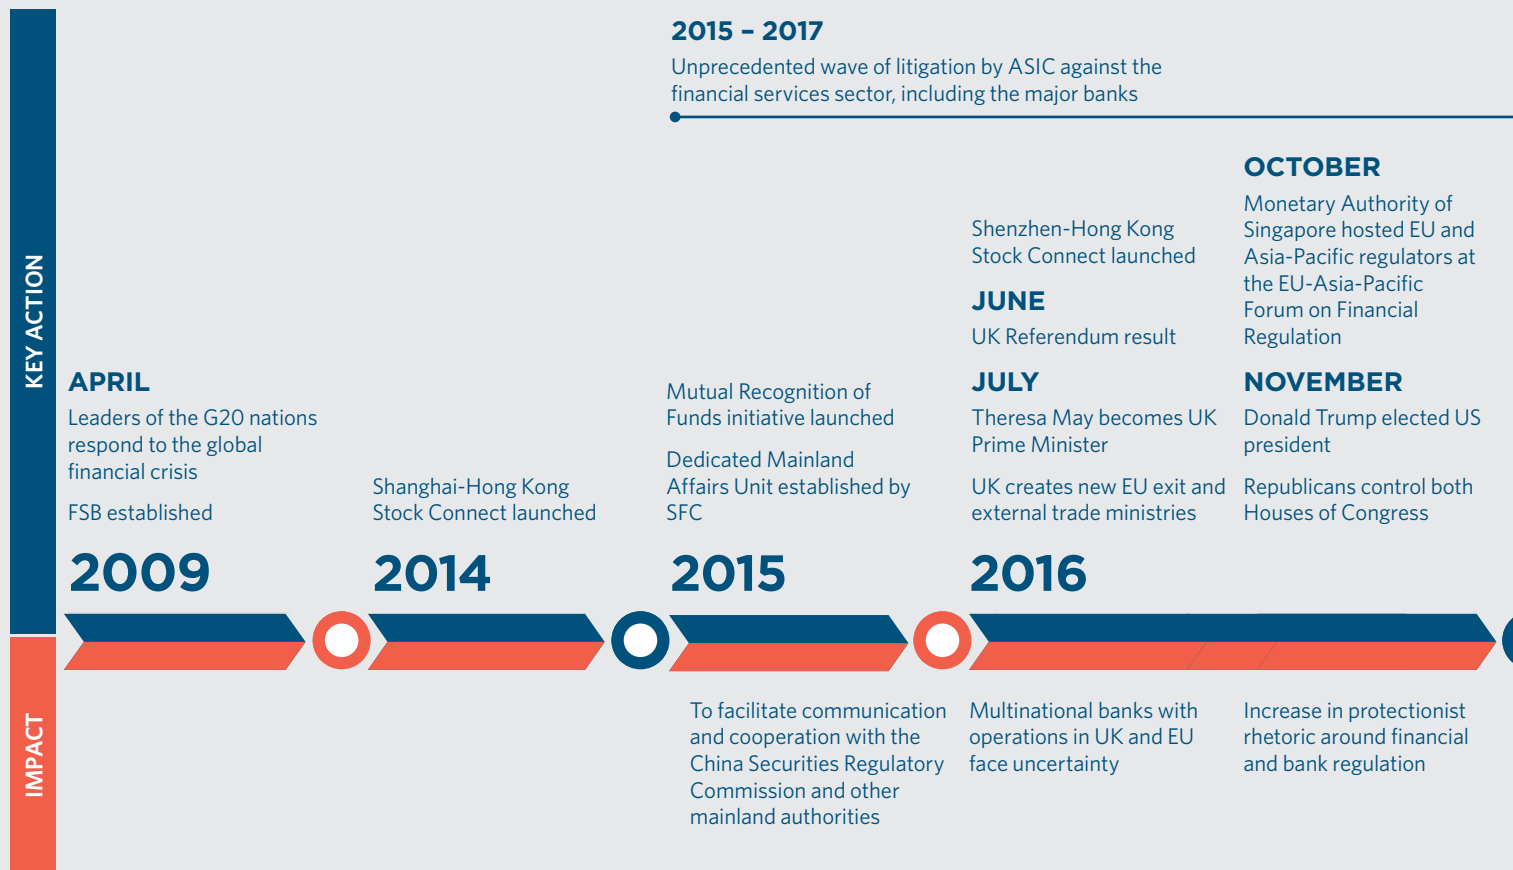 KEY ACTION
2015 – 2017
Unprecedented wave of litigation by ASIC against the
financial services sector, including the major banks
APRIL
Leaders of the G20 nations
respond to the global
financial crisis
FSB established
2009
Shanghai-Hong Kong
Stock Connect launched
2014
Mutual Recognition of
Funds initiative launched
Dedicated Mainland
Affairs Unit established by
SFC
2015
Shenzhen-Hong Kong
Stock Connect launched
JUNE
UK Referendum result
JULY
Theresa May becomes UK
Prime Minister
UK creates new EU exit and
external trade ministries
2016
OCTOBER
Monetary Authority of
Singapore hosted EU and
Asia-Pacific regulators at
the EU-Asia-Pacific
Forum on Financial
Regulation
NOVEMBER
Donald Trump elected US
president
Republicans control both
Houses of Congress
IMPACT
To facilitate communication
and cooperation with the
China Securities Regulatory
Commission and other
mainland authorities
Multinational banks with
operations in UK and EU
face uncertainty
Increase in protectionist
rhetoric around financial
and bank regulation